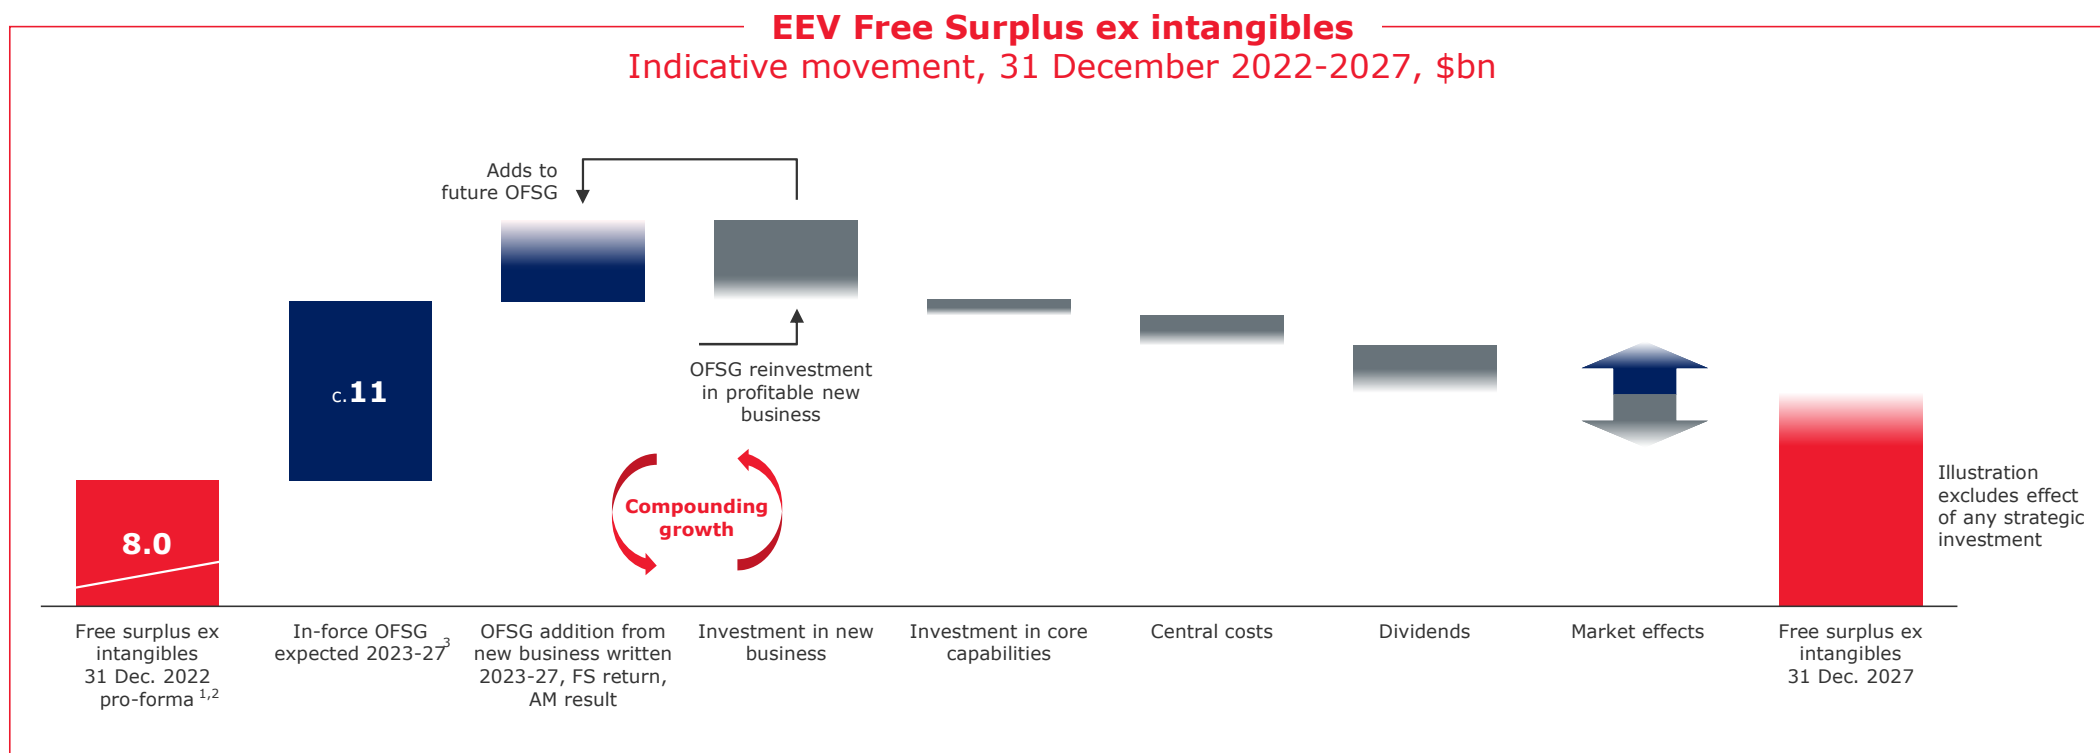 EEV Free Surplus ex intangibles
Indicative movement, 31 December 2022-2027, $bn
Adds to
future OFSG
c.11
OFSG reinvestment
in profitable new
business
Compounding
growth
8.0
Illustration
excludes effect
of any strategic
investment
Free surplus ex
intangibles
31 Dec. 2022
pro-forma 1,2
In-force OFSG
expected 2023-27 3
OFSG addition from
new business written
2023-27, FS return,
AM result
Investment in new
business
Investment in core
capabilities
Central costs
Dividends
Market effects
Free surplus ex
intangibles
31 Dec. 2027